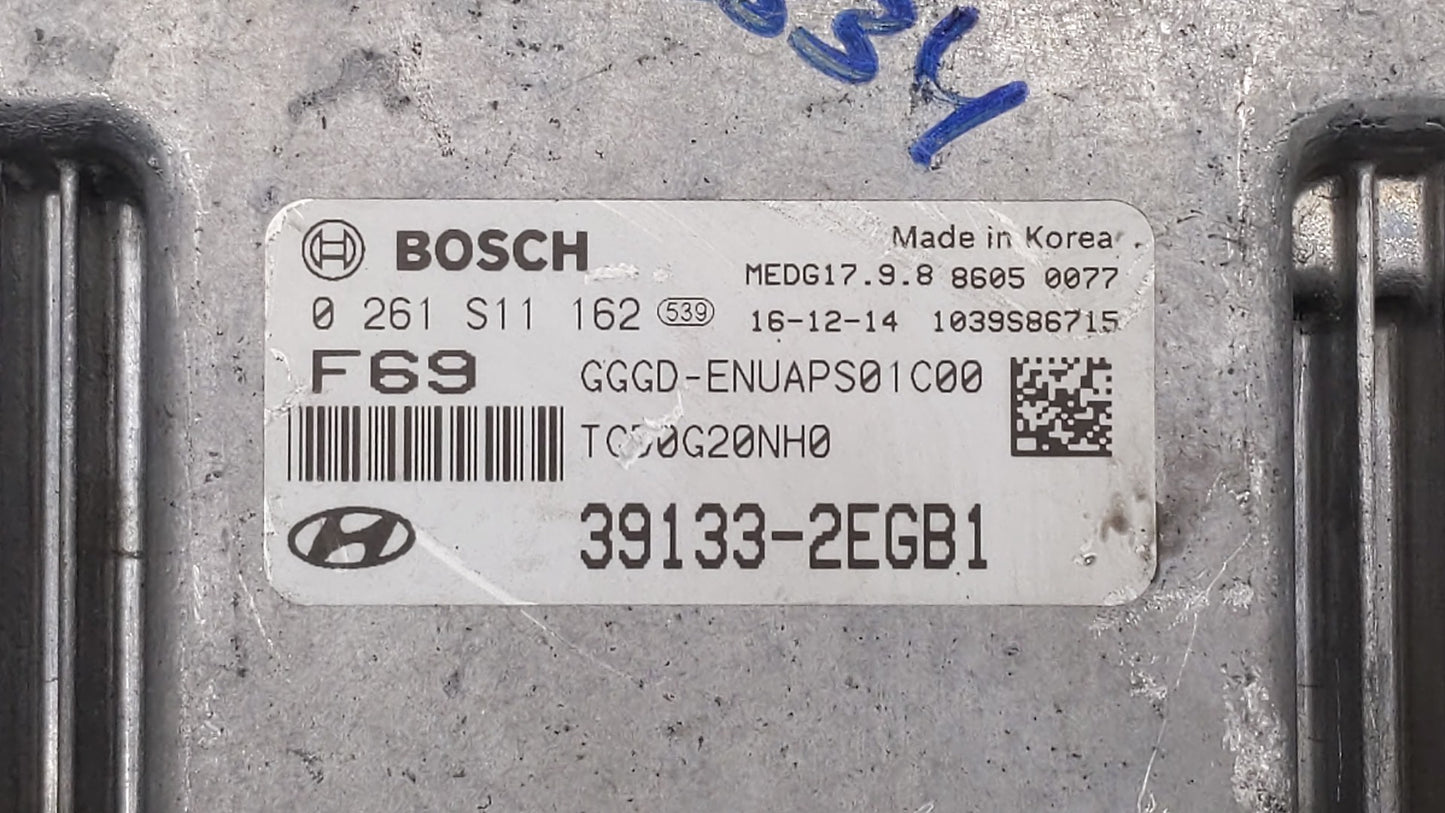 BOSCH
Made in Korea
MEDG17.9.8 8605 0077
0 261 S11 162 539
16-12-14 1039S86715
F69 GGGD-ENUAPS01C00
39133-2EGB1